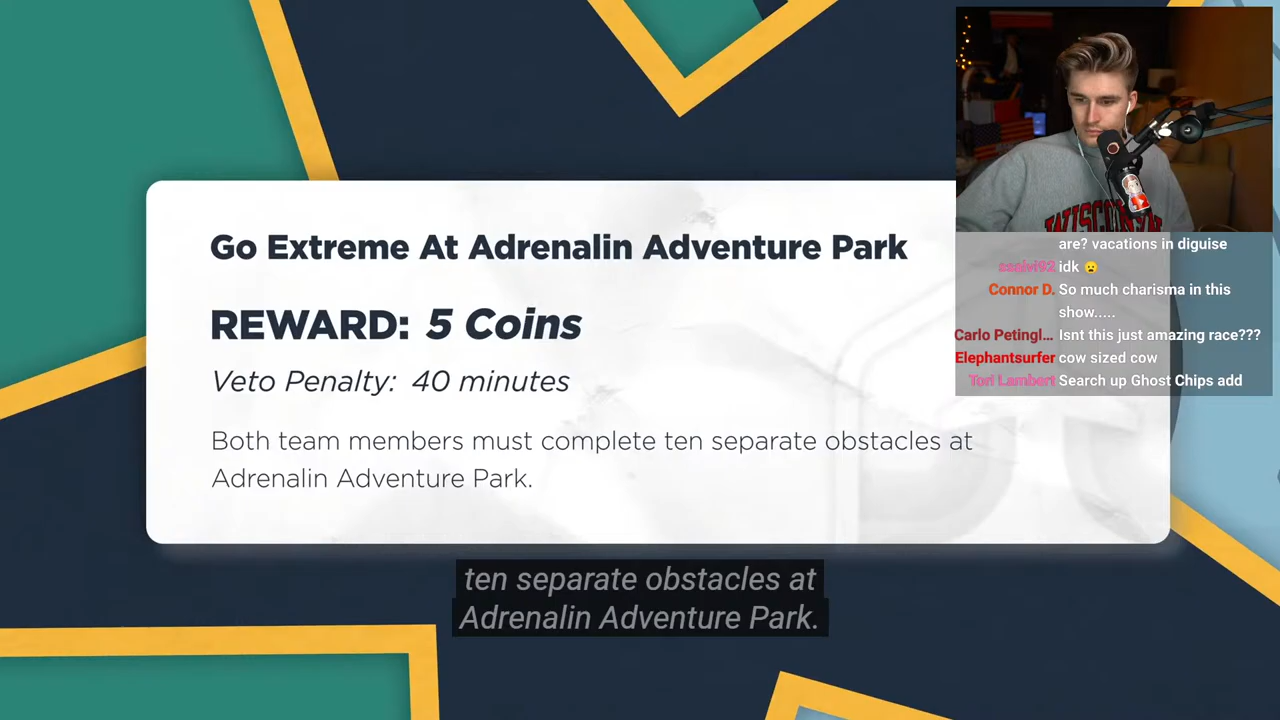 Go Extreme At Adrenalin Adventure Park
REWARD: 5 Coins
Veto Penalty: 40 minutes
Both team members must complete ten separate obstacles at
Adrenalin Adventure Park.
ten separate obstacles at
Adrenalin Adventure Park.
WISCONSIN
are? vacations in diguise
ssalvi92 idk 😦
Connor D. So much charisma in this
show.....
Carlo Petingl... Isnt this just amazing race???
Elephantsurfer cow sized cow
Tori Lambert Search up Ghost Chips add